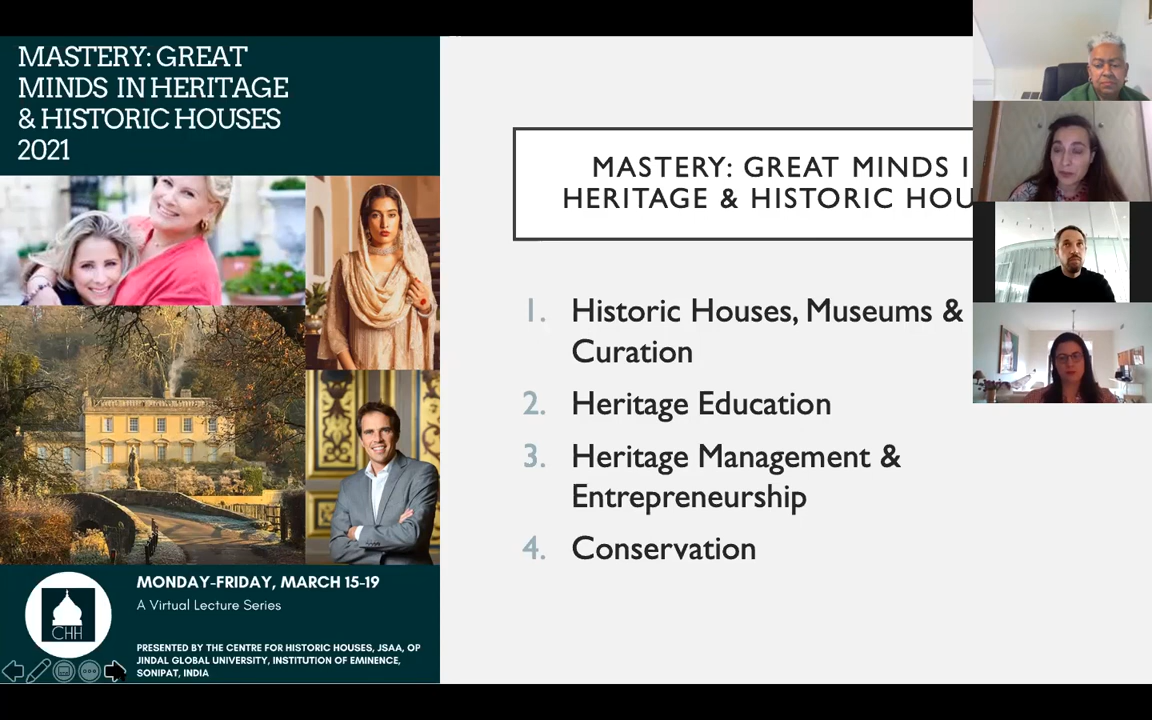 MASTERY: GREAT
MINDS IN HERITAGE
& HISTORIC HOUSES
2021
MONDAY-FRIDAY, MARCH 15-19
A Virtual Lecture Series
PRESENTED BY THE CENTRE FOR HISTORIC HOUSES, JSAA, OP
JINDAL GLOBAL UNIVERSITY, INSTITUTION OF EMINENCE,
SONIPAT, INDIA
CHH
MASTERY: GREAT MINDS I
HERITAGE & HISTORIC HOU
1. Historic Houses, Museums &
Curation
2. Heritage Education
3. Heritage Management &
Entrepreneurship
4. Conservation